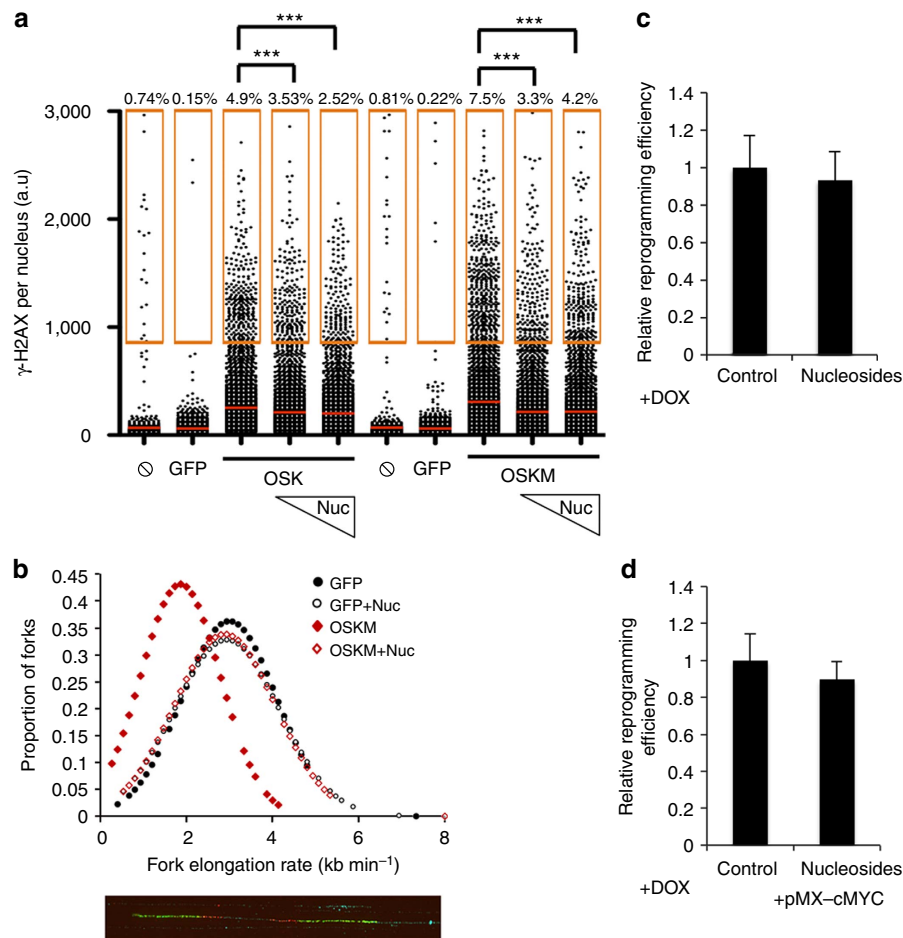 a
***
***
***
***
0.74% 0.15% 4.9% 3.53% 2.52% 0.81% 0.22% 7.5% 3.3% 4.2%
γ-H2AX per nucleus (a.u)
3,000
2,000
1,000
0
GFP
OSK
Nuc
GFP
OSKM
Nuc
b
Proportion of forks
0.45
0.4
0.35
0.3
0.25
0.2
0.15
0.1
0.05
0
0 2 4 6 8
Fork elongation rate (kb min⁻¹)
GFP
GFP+Nuc
OSKM
OSKM+Nuc
c
Relative reprogramming efficiency
1.4
1.2
1
0.8
0.6
0.4
0.2
0
Control Nucleosides
+DOX
d
Relative reprogramming
efficiency
1.4
1.2
1
0.8
0.6
0.4
0.2
0
Control Nucleosides
+DOX +pMX–cMYC